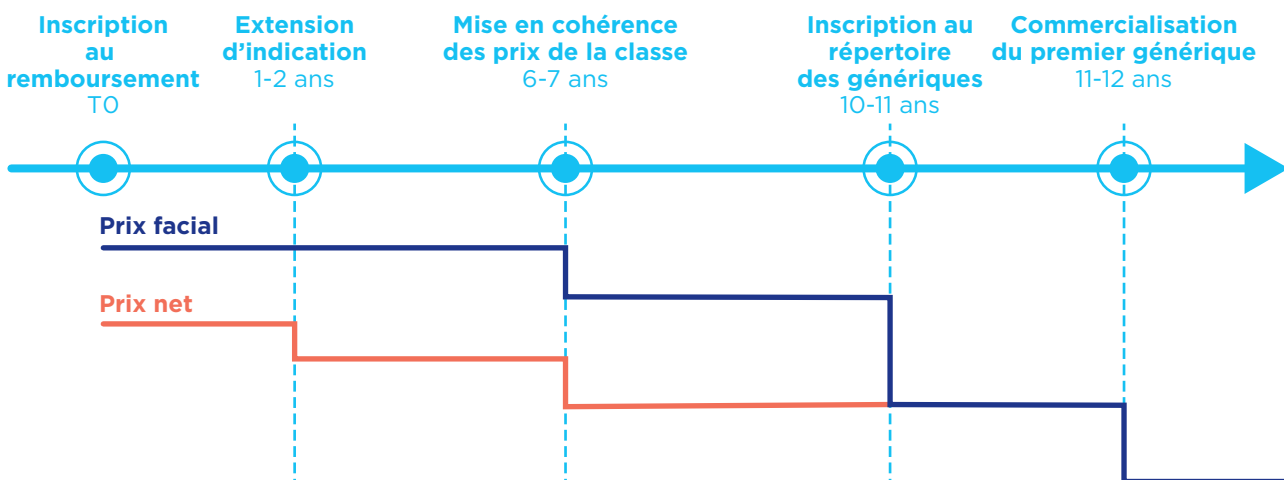 Inscription
au
remboursement
T0
Extension
d’indication
1-2 ans
Mise en cohérence
des prix de la classe
6-7 ans
Inscription au
répertoire
des génériques
10-11 ans
Commercialisation
du premier générique
11-12 ans
Prix facial
Prix net